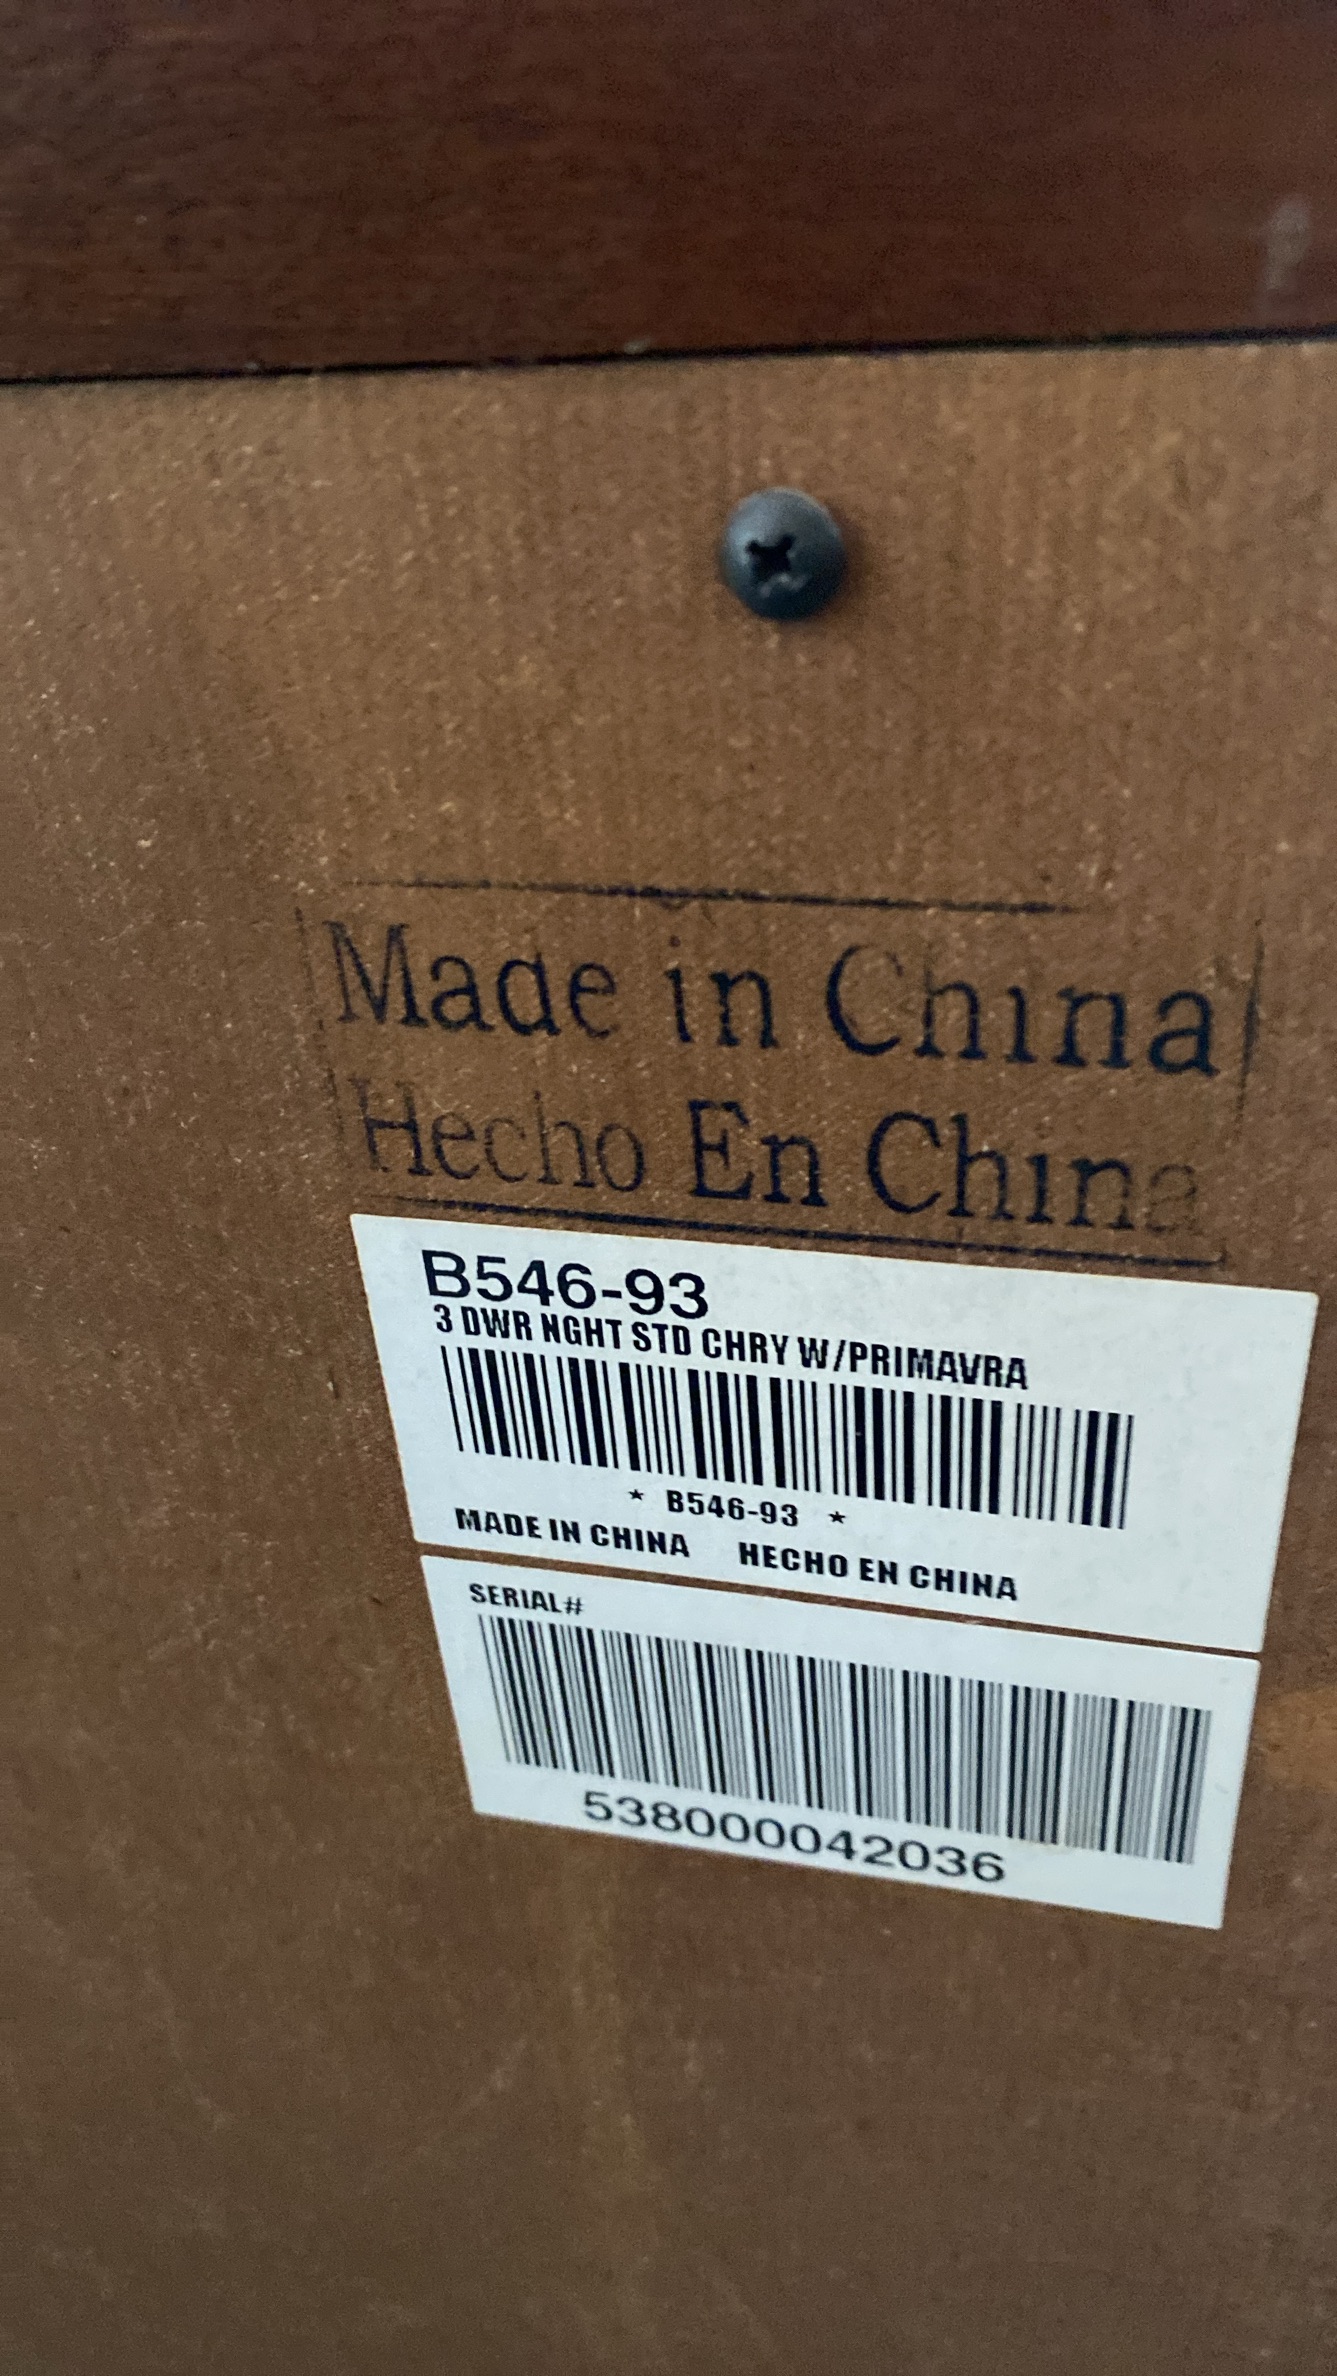 Made in China
Hecho En China
B546-93
3 DWR NGHT STD CHRY W/PRIMAVRA
* B546-93 *
MADE IN CHINA HECHO EN CHINA
SERIAL#
538000042036